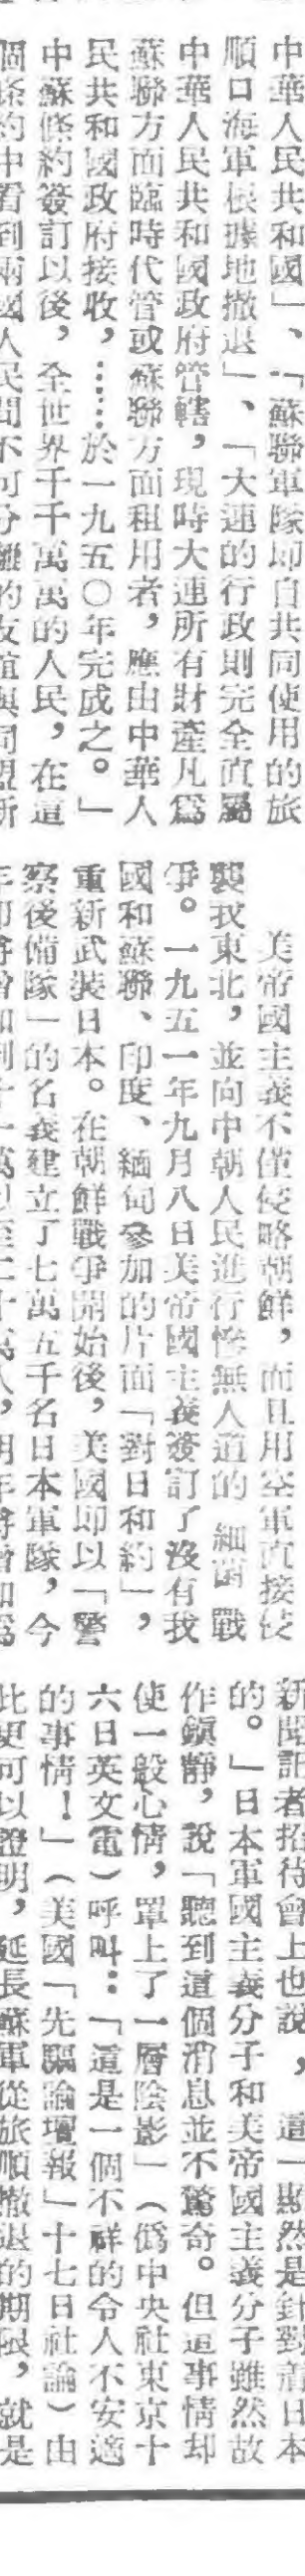 中華人民共和國」、「蘇聯軍隊即自共同使用的旅
順口海軍根據地撤退」、「大連的行政則完全直屬
中華人民共和國政府管轄，現時大連所有財產凡爲
蘇聯方面臨時代管或蘇聯方面租用者，應由中華人
民共和國政府接收，……於一九五〇年完成之。」
中蘇條約簽訂以後，全世界千千萬萬的人民，在這
個條約中看到兩國人民間不可分離的友誼與同盟所
美帝國主義不僅侵略朝鮮，而且用空軍直接侵
襲我東北，並向中朝人民進行慘無人道的細菌戰
爭。一九五一年九月八日美帝國主義簽訂了沒有我
國和蘇聯、印度、緬甸參加的片面「對日和約」，
重新武裝日本。在朝鮮戰爭開始後，美國即以「警
察後備隊」的名義建立了七萬五千名日本軍隊，今
年即將增加到十一萬以至二十萬人，明年將增加爲
新聞記者招待會上也說，這「顯然是針對着日本
的。」日本軍國主義分子和美帝國主義分子雖然故
作鎭靜，說「聽到這個消息並不驚奇。但這事情却
使一般心情，罩上了一層陰影」（僞中央社東京十
六日英文電）呼叫：「這是一個不祥的令人不安適
的事情！」（美國「先驅論壇報」十七日社論）由
此更可以證明，延長蘇軍從旅順撤退的期限，就是